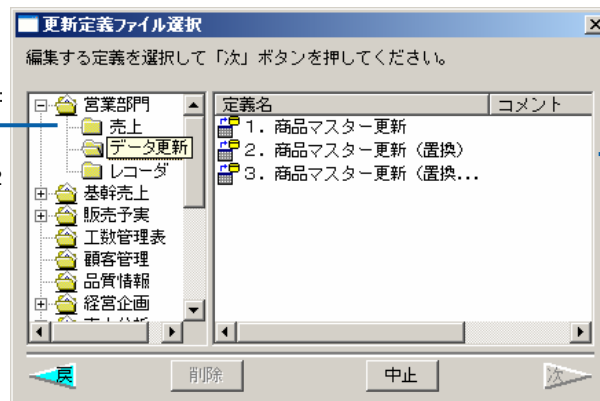 更新定義ファイル選択
編集する定義を選択して「次」ボタンを押してください。
営業部門
売上
データ更新
レコーダ
基幹売上
販売予実
工数管理表
顧客管理
品質情報
経営企画
定義名 コメント
1. 商品マスター更新
2. 商品マスター更新(置換)
3. 商品マスター更新(置換...
戻 削除 中止 次